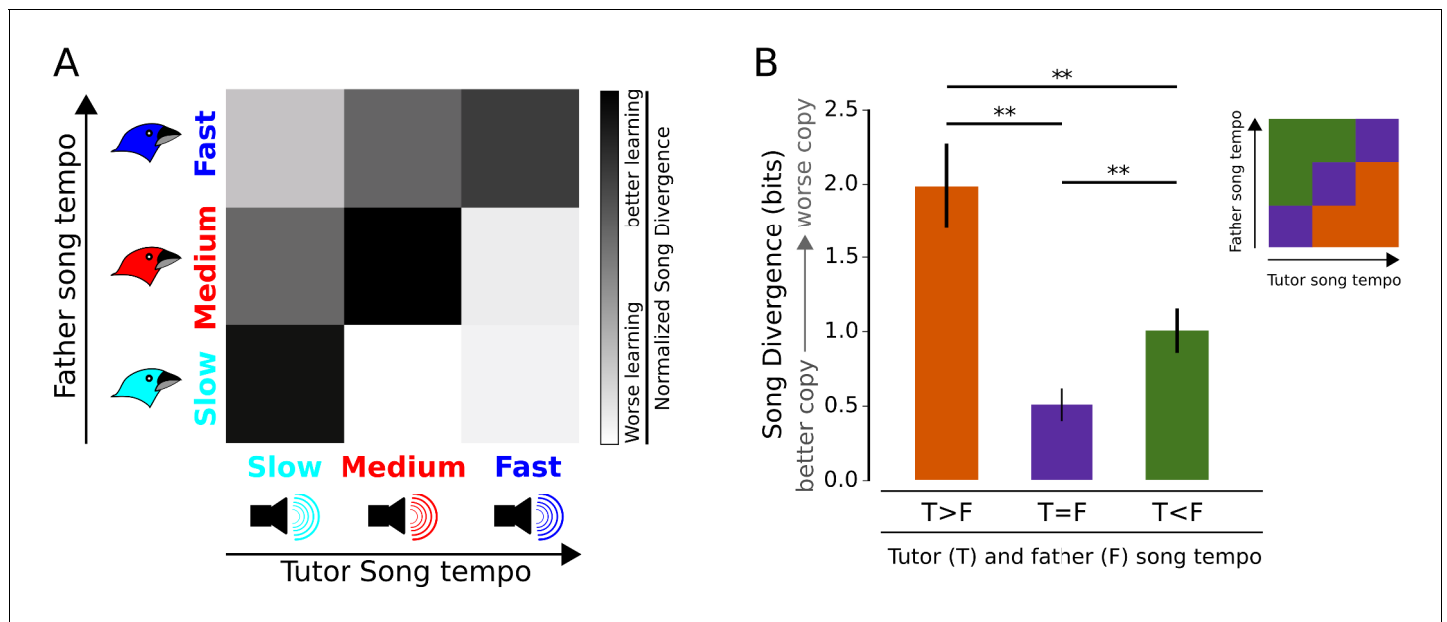 A
Father song tempo
Fast
Medium
Slow
Slow Medium Fast
Tutor Song tempo
Worse learning better learning
Normalized Song Divergence
B
**
**
**
Song Divergence (bits)
better copy worse copy
2.5
2.0
1.5
1.0
0.5
0.0
T>F T=F T<F
Tutor (T) and father (F) song tempo
Father song tempo
Tutor song tempo